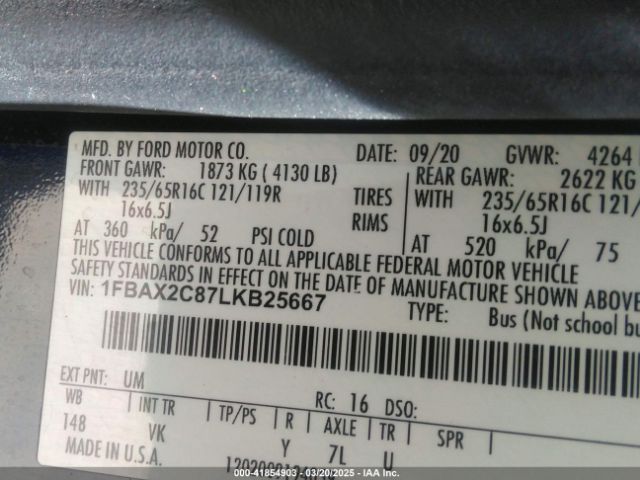 MFD. BY FORD MOTOR CO. DATE: 09/20 GVWR: 4264
FRONT GAWR: 1873 KG ( 4130 LB) REAR GAWR: 2622 KG
WITH 235/65R16C 121/119R TIRES WITH 235/65R16C 121/
16x6.5J RIMS 16x6.5J
AT 360 kPa/ 52 PSI COLD AT 520 kPa/ 75
THIS VEHICLE CONFORMS TO ALL APPLICABLE FEDERAL MOTOR VEHICLE
SAFETY STANDARDS IN EFFECT ON THE DATE OF MANUFACTURE SHOWN ABOVE
VIN: 1FBAX2C87LKB25667 TYPE: Bus (Not school bu
EXT PNT: UM RC: 16 DSO:
WB INT TR TP/PS R AXLE TR SPR
148 VK Y 7L U
MADE IN U.S.A.
000-41854903 - 03/20/2025 - IAAI.com